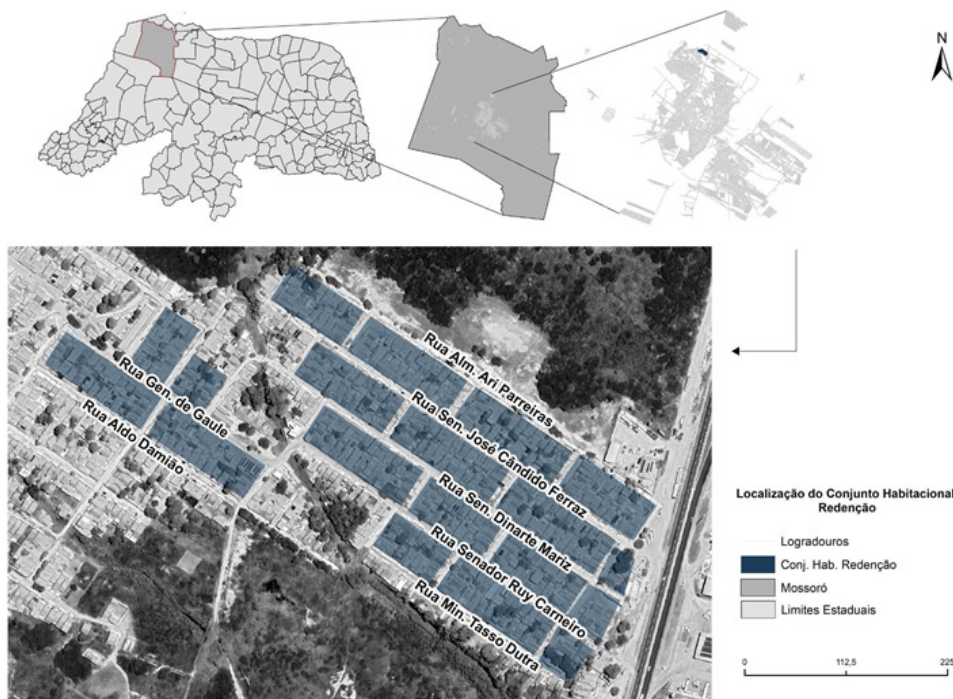 N
Rua Alm. Ari Parreiras
Rua Gen. de Gaule
Rua Sen. José Cândido Ferraz
Rua Aldo Damião
Rua Sen. Dinarte Mariz
Rua Senador Ruy Carneiro
Rua Min. Tasso Dutra
Localização do Conjunto Habitacional
Redenção
Logradouros
Conj. Hab. Redenção
Mossoró
Limites Estaduais
0 112,5 225